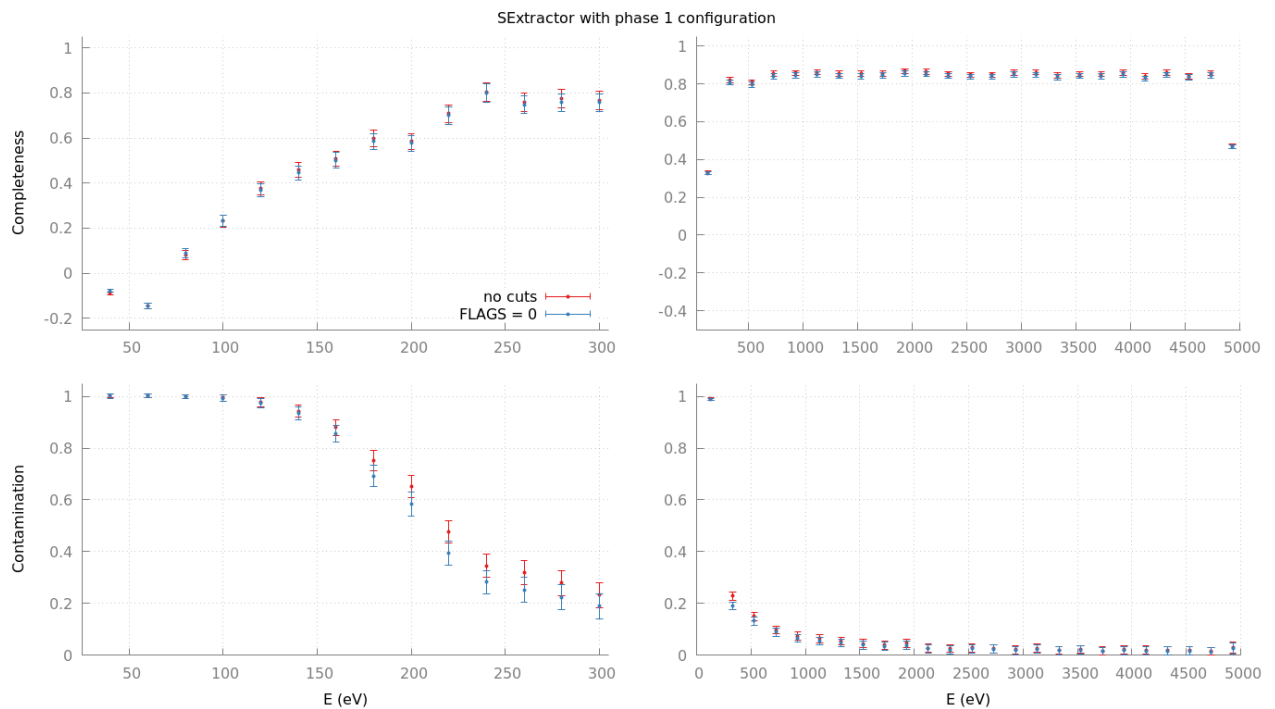 SExtractor with phase 1 configuration
Completeness
1
0.8
0.6
0.4
0.2
0
-0.2
50 100 150 200 250 300
no cuts
FLAGS = 0
1
0.8
0.6
0.4
0.2
0
-0.2
-0.4
500 1000 1500 2000 2500 3000 3500 4000 4500 5000
Contamination
1
0.8
0.6
0.4
0.2
0
50 100 150 200 250 300
E (eV)
1
0.8
0.6
0.4
0.2
0
0 500 1000 1500 2000 2500 3000 3500 4000 4500 5000
E (eV)